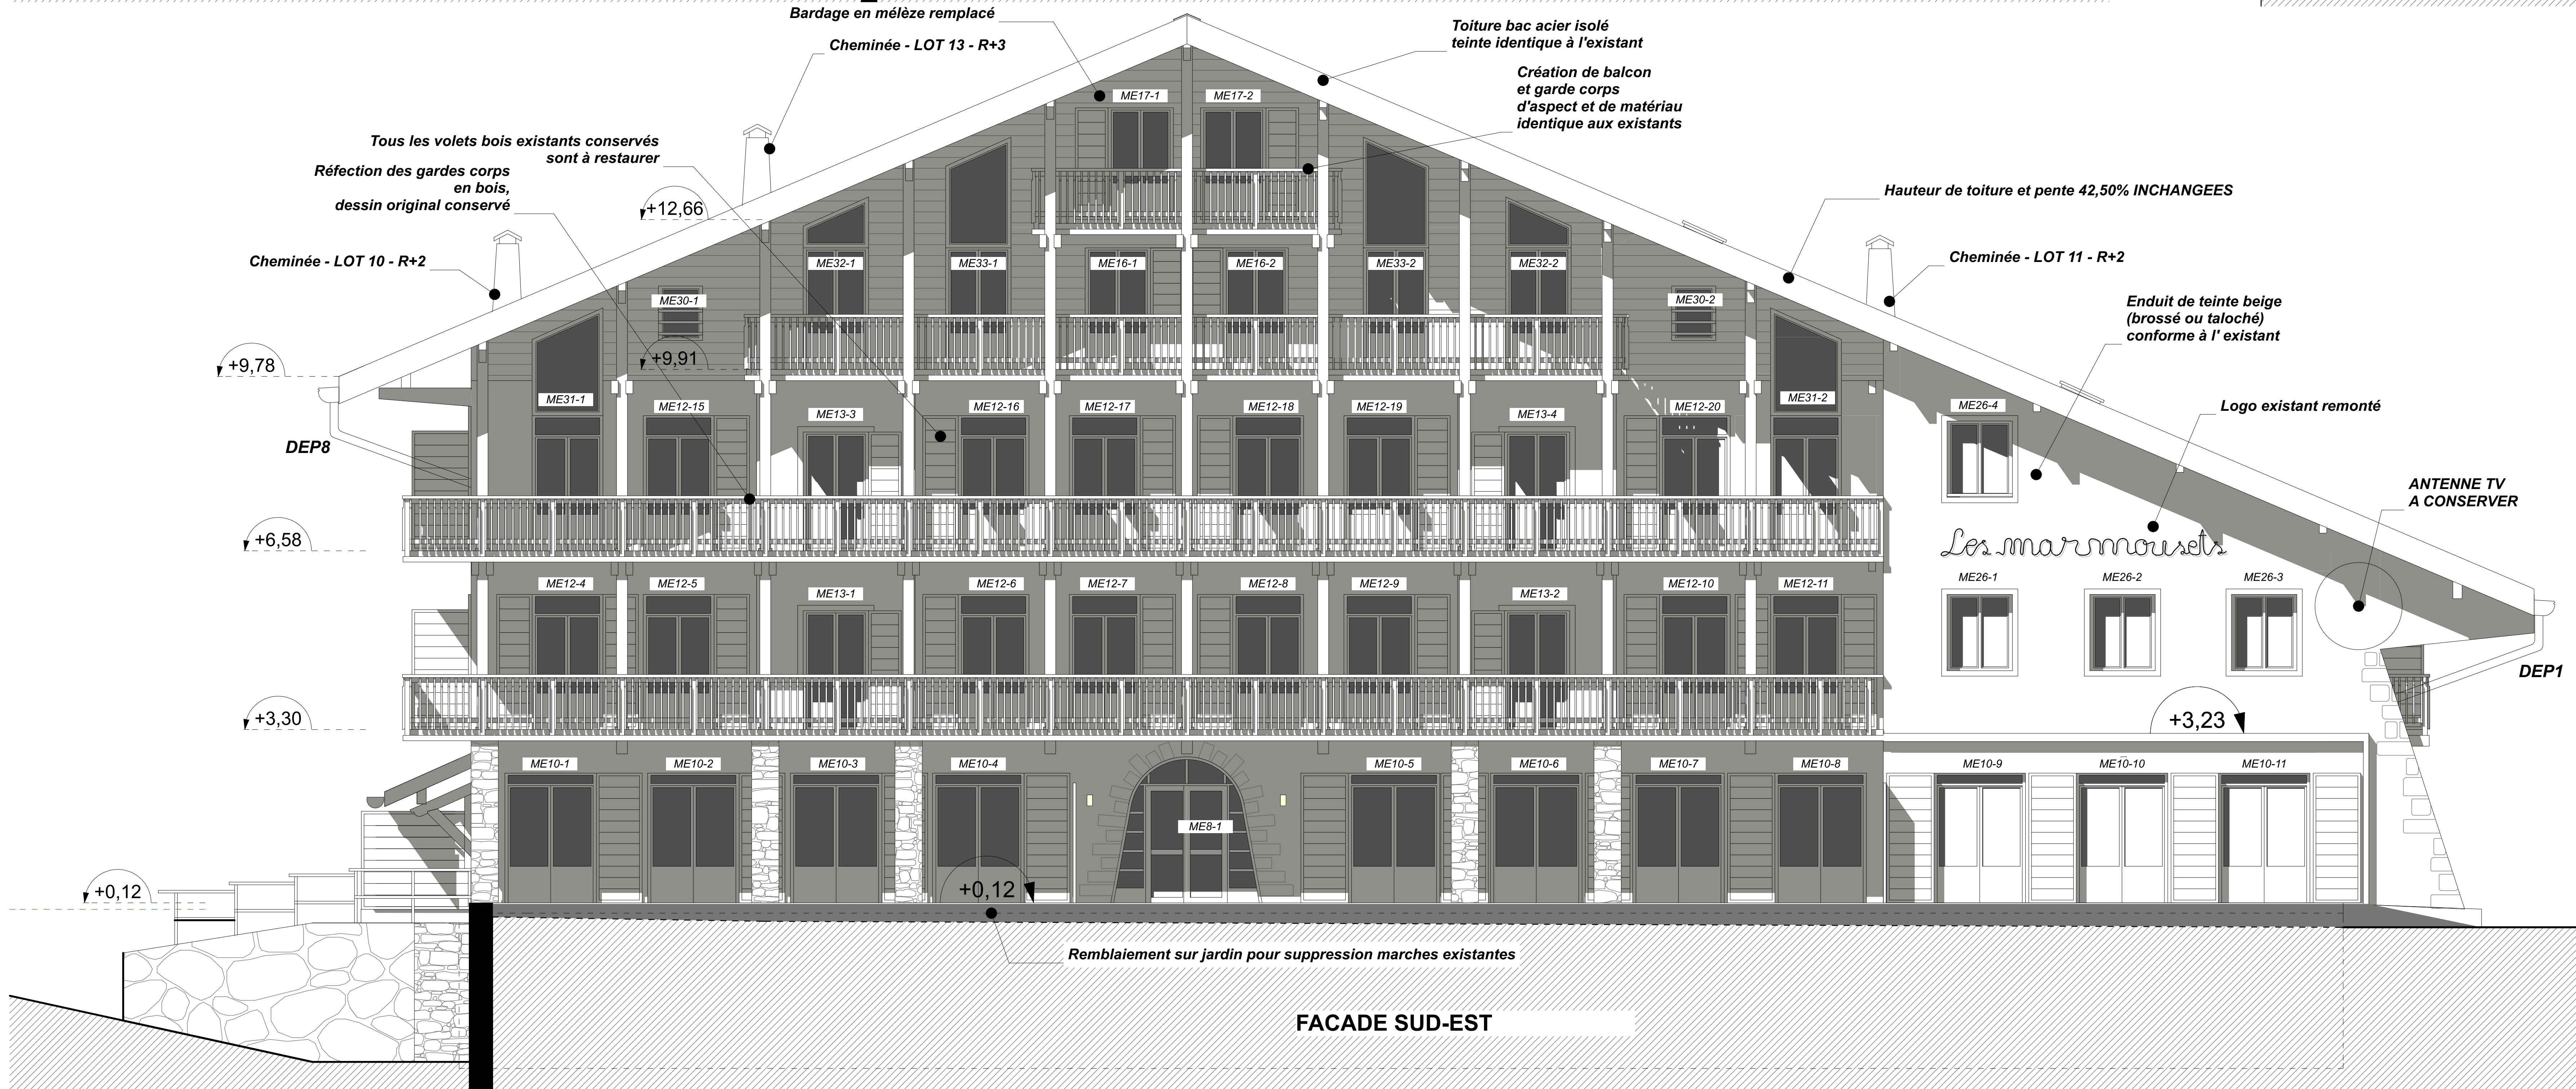 Bardage en mélèze remplacé
Cheminée - LOT 13 - R+3
Toiture bac acier isolé
teinte identique à l'existant
Création de balcon
et garde corps
d'aspect et de matériau
identique aux existants
ME17-1
ME17-2
Tous les volets bois existants conservés
sont à restaurer
Réfection des gardes corps
en bois,
dessin original conservé
Hauteur de toiture et pente 42,50% INCHANGEES
+12,66
Cheminée - LOT 10 - R+2
Cheminée - LOT 11 - R+2
ME32-1
ME33-1
ME16-1
ME16-2
ME33-2
ME32-2
ME30-1
ME30-2
Enduit de teinte beige
(brossé ou taloché)
conforme à l' existant
+9,78
+9,91
ME31-1
ME12-15
ME13-3
ME12-16
ME12-17
ME12-18
ME12-19
ME13-4
ME12-20
ME31-2
ME26-4
Logo existant remonté
DEP8
ANTENNE TV
A CONSERVER
+6,58
Les marmousets
ME12-4
ME12-5
ME13-1
ME12-6
ME12-7
ME12-8
ME12-9
ME13-2
ME12-10
ME12-11
ME26-1
ME26-2
ME26-3
DEP1
+3,30
+3,23
ME10-1
ME10-2
ME10-3
ME10-4
ME10-5
ME10-6
ME10-7
ME10-8
ME10-9
ME10-10
ME10-11
ME8-1
+0,12
+0,12
Remblaiement sur jardin pour suppression marches existantes
FACADE SUD-EST